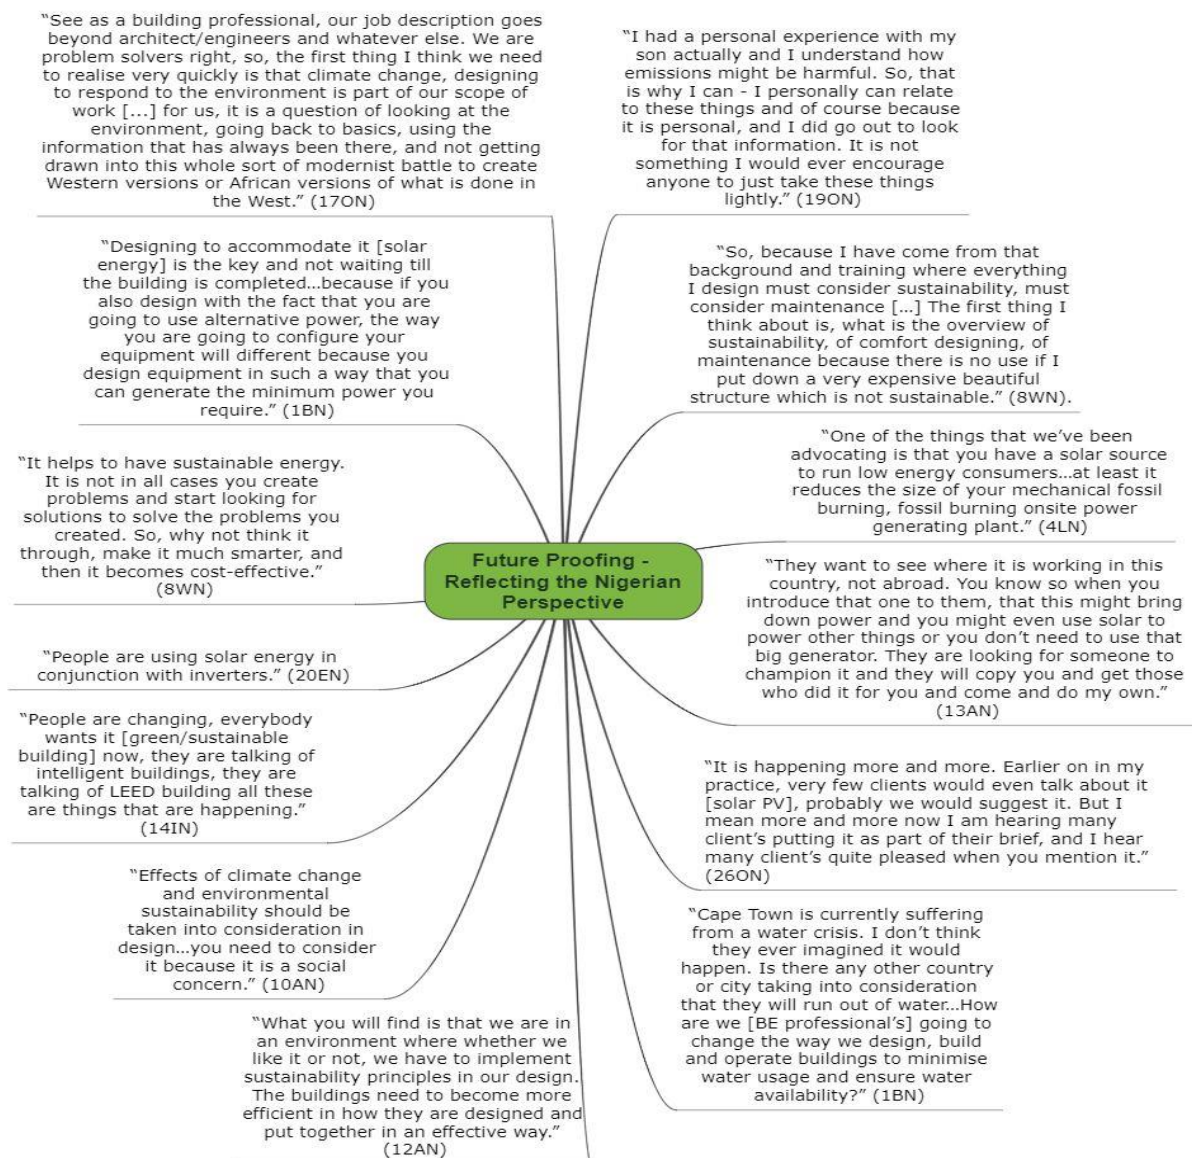 “See as a building professional, our job description goes
beyond architect/engineers and whatever else. We are
problem solvers right, so, the first thing I think we need
to realise very quickly is that climate change, designing
to respond to the environment is part of our scope of
work [...] for us, it is a question of looking at the
environment, going back to basics, using the
information that has always been there, and not getting
drawn into this whole sort of modernist battle to create
Western versions or African versions of what is done in
the West.” (17ON)
“Designing to accommodate it [solar
energy] is the key and not waiting till
the building is completed...because if you
also design with the fact that you are
going to use alternative power, the way
you are going to configure your
equipment will different because you
design equipment in such a way that you
can generate the minimum power you
require.” (1BN)
“It helps to have sustainable energy.
It is not in all cases you create
problems and start looking for
solutions to solve the problems you
created. So, why not think it
through, make it much smarter, and
then it becomes cost-effective.”
(8WN)
“People are using solar energy in
conjunction with inverters.” (20EN)
“People are changing, everybody
wants it [green/sustainable
building] now, they are talking of
intelligent buildings, they are
talking of LEED building all these
are things that are happening.”
(14IN)
“Effects of climate change
and environmental
sustainability should be
taken into consideration in
design...you need to consider
it because it is a social
concern.” (10AN)
“What you will find is that we are in
an environment where whether we
like it or not, we have to implement
sustainability principles in our design.
The buildings need to become more
efficient in how they are designed and
put together in an effective way.”
(12AN)
Future Proofing -
Reflecting the Nigerian
Perspective
“I had a personal experience with my
son actually and I understand how
emissions might be harmful. So, that
is why I can - I personally can relate
to these things and of course because
it is personal, and I did go out to look
for that information. It is not
something I would ever encourage
anyone to just take these things
lightly.” (19ON)
“So, because I have come from that
background and training where everything
I design must consider sustainability, must
consider maintenance [...] The first thing I
think about is, what is the overview of
sustainability, of comfort designing, of
maintenance because there is no use if I
put down a very expensive beautiful
structure which is not sustainable.” (8WN).
“One of the things that we’ve been
advocating is that you have a solar source
to run low energy consumers...at least it
reduces the size of your mechanical fossil
burning, fossil burning onsite power
generating plant.” (4LN)
“They want to see where it is working in this
country, not abroad. You know so when you
introduce that one to them, that this might bring
down power and you might even use solar to
power other things or you don’t need to use that
big generator. They are looking for someone to
champion it and they will copy you and get those
who did it for you and come and do my own.”
(13AN)
“It is happening more and more. Earlier on in my
practice, very few clients would even talk about it
[solar PV], probably we would suggest it. But I
mean more and more now I am hearing many
client’s putting it as part of their brief, and I hear
many client’s quite pleased when you mention it.”
(26ON)
“Cape Town is currently suffering
from a water crisis. I don’t think
they ever imagined it would
happen. Is there any other country
or city taking into consideration
that they will run out of water...How
are we [BE professional’s] going to
change the way we design, build
and operate buildings to minimise
water usage and ensure water
availability?” (1BN)